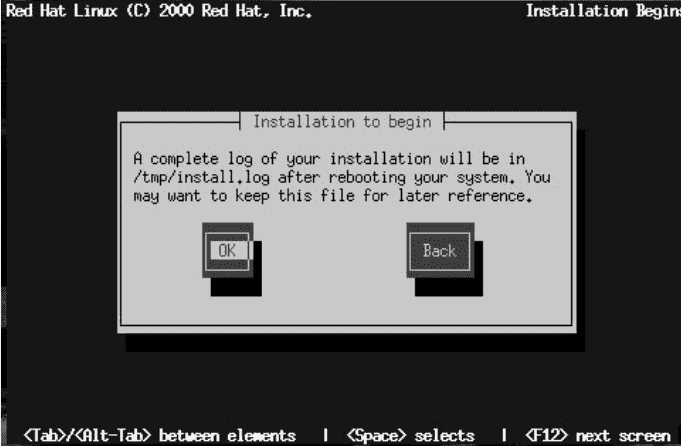 Red Hat Linux (C) 2000 Red Hat, Inc. Installation Begins
Installation to begin
A complete log of your installation will be in
/tmp/install.log after rebooting your system. You
may want to keep this file for later reference.
OK Back
<Tab>/<Alt-Tab> between elements | <Space> selects | <F12> next screen